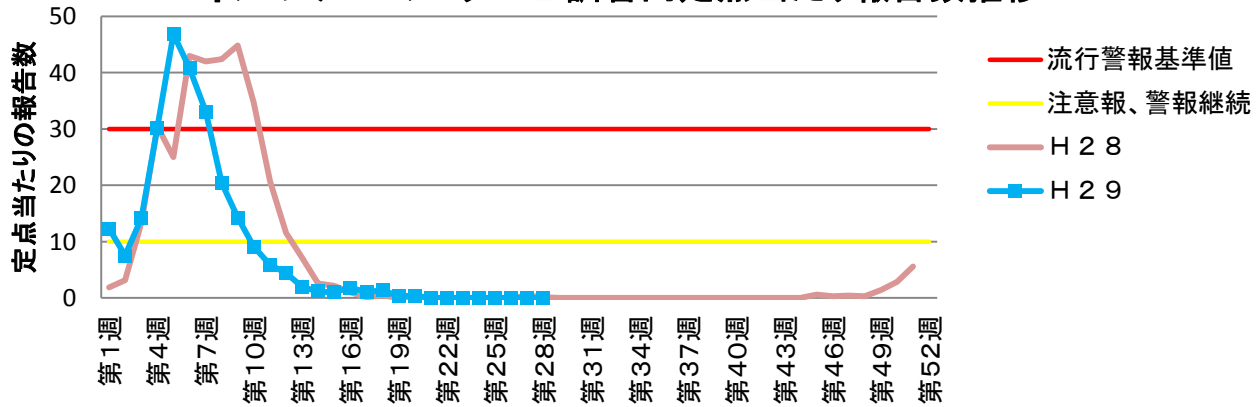 50
40
30
20
10
0
定点当たりの報告数
第1週
第4週
第7週
第10週
第13週
第16週
第19週
第22週
第25週
第28週
第31週
第34週
第37週
第40週
第43週
第46週
第49週
第52週
流行警報基準値
注意報、警報継続
Ｈ２８
Ｈ２９